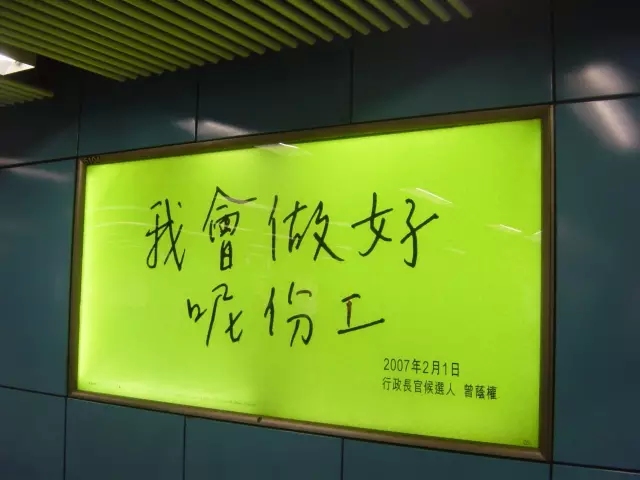 我會做好
呢份工
2007年2月1日
行政長官候選人 曾蔭權